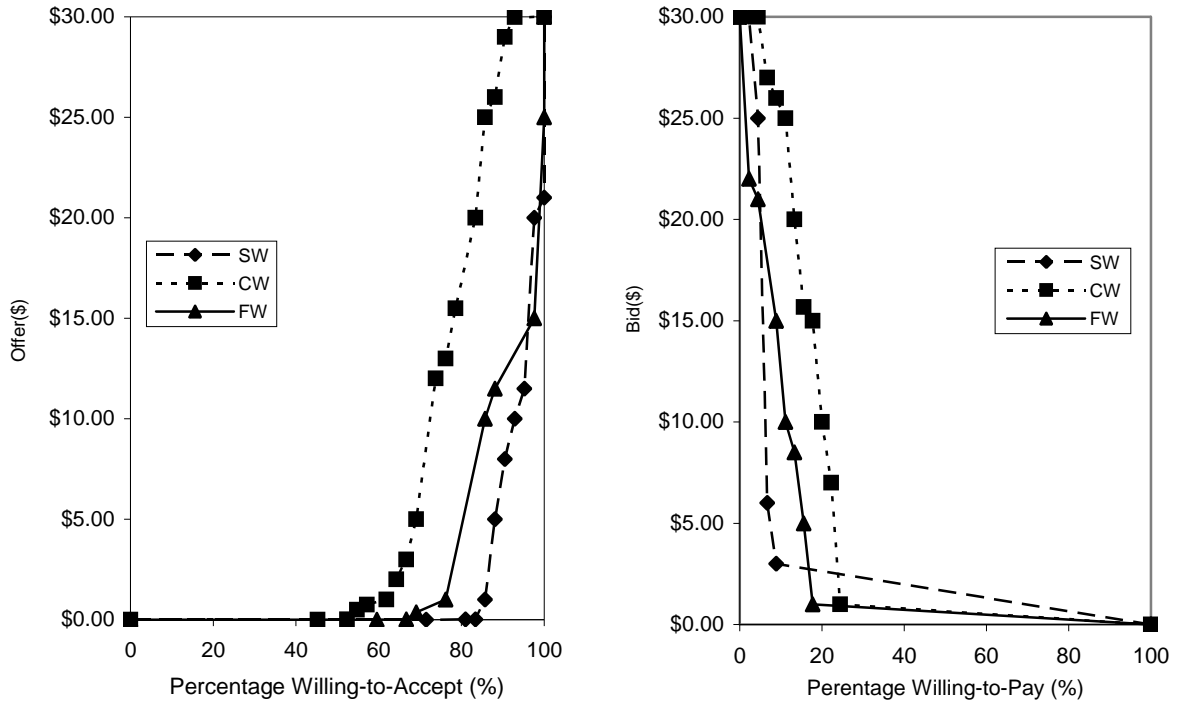 $30.00
$25.00
$20.00
$15.00
$10.00
$5.00
$0.00
Offer($)
SW
CW
FW
0 20 40 60 80 100
Percentage Willing-to-Accept (%)
$30.00
$25.00
$20.00
$15.00
$10.00
$5.00
$0.00
Bid($)
SW
CW
FW
0 20 40 60 80 100
Perentage Willing-to-Pay (%)